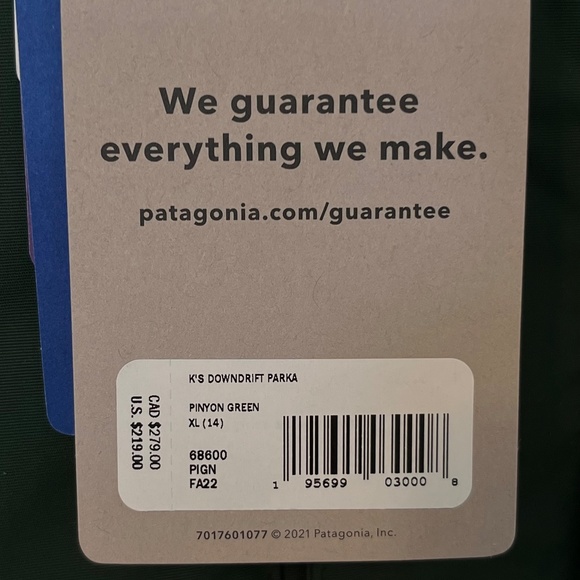 We guarantee
everything we make.
patagonia.com/guarantee
K'S DOWNDRIFT PARKA
PINYON GREEN
XL (14)
68600
PIGN
FA22
CAD $279.00
U.S. $219.00
1 95699 03000 8
7017601077 © 2021 Patagonia, Inc.